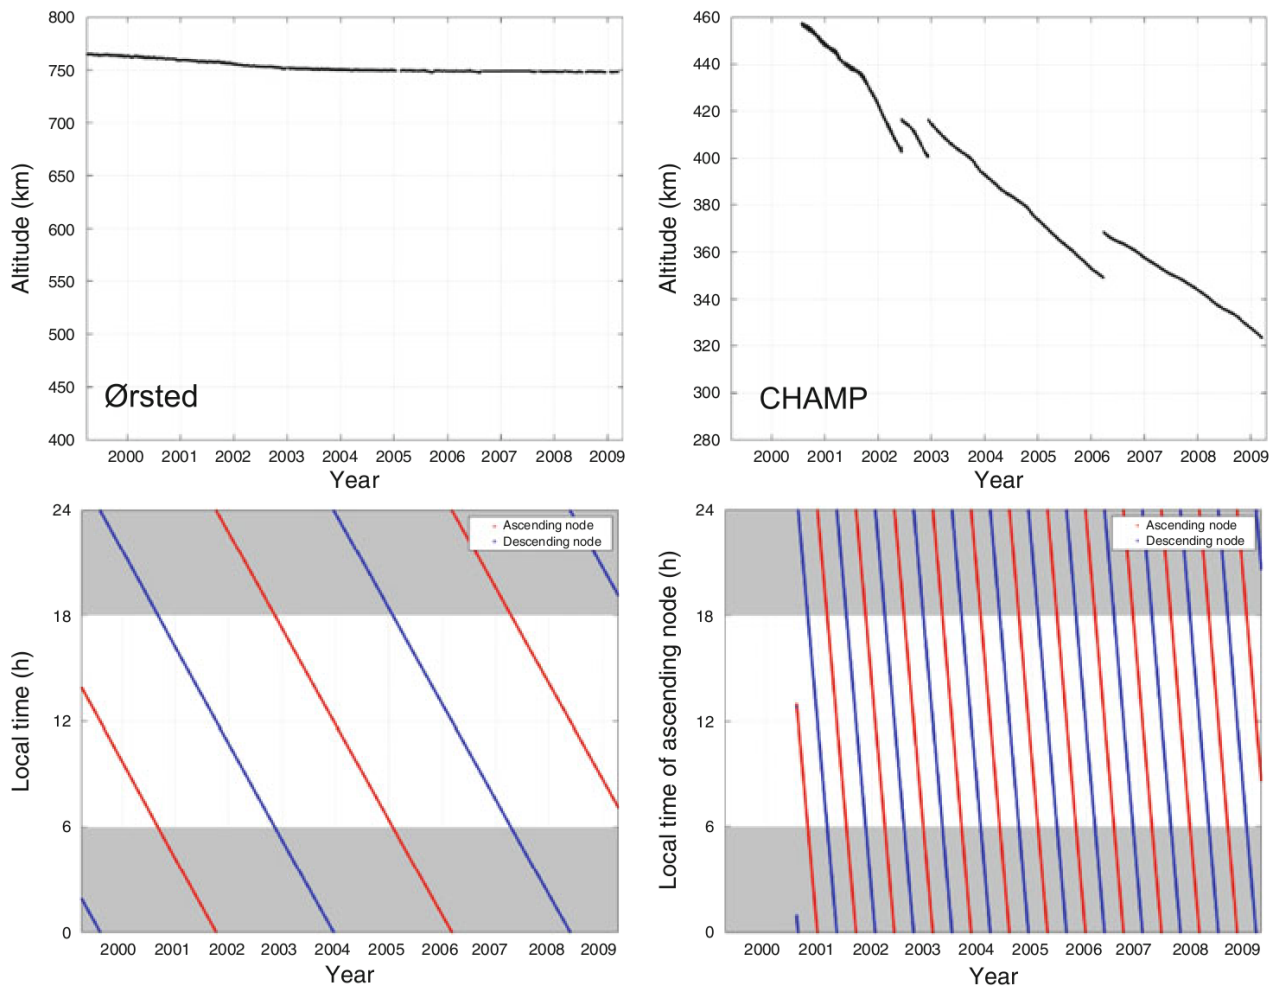 800
750
700
650
600
550
500
450
400
Altitude (km)
Ørsted
2000 2001 2002 2003 2004 2005 2006 2007 2008 2009
Year
460
440
420
400
380
360
340
320
300
280
Altitude (km)
CHAMP
2000 2001 2002 2003 2004 2005 2006 2007 2008 2009
Year
24
18
12
6
0
Local time (h)
Ascending node
Descending node
2000 2001 2002 2003 2004 2005 2006 2007 2008 2009
Year
24
18
12
6
0
Local time of ascending node (h)
Ascending node
Descending node
2000 2001 2002 2003 2004 2005 2006 2007 2008 2009
Year